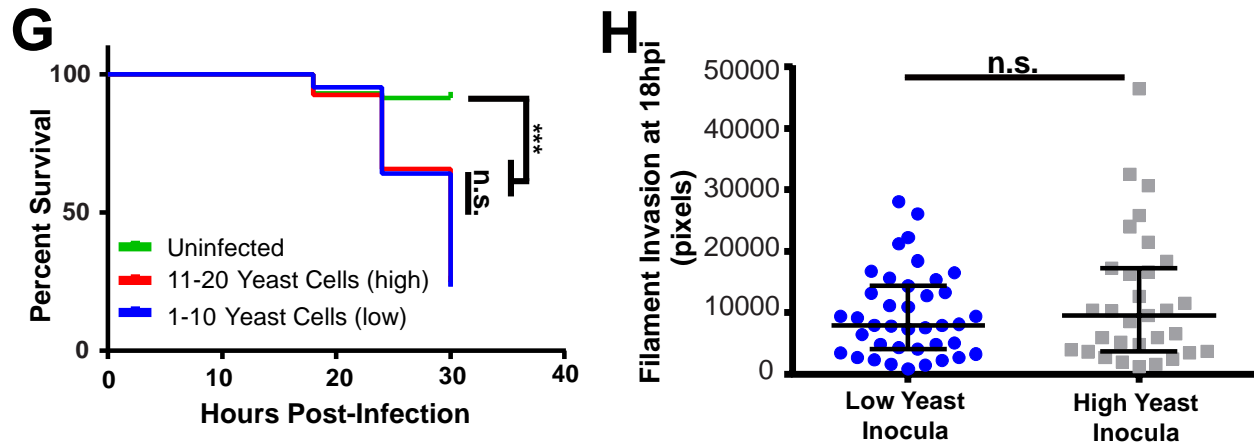 G
Percent Survival
100
50
0
0
10
20
30
40
Hours Post-Infection
Uninfected
11-20 Yeast Cells (high)
1-10 Yeast Cells (low)
***
n.s.
H
Filament Invasion at 18hpi
(pixels)
50000
40000
30000
20000
10000
0
n.s.
Low Yeast
Inocula
High Yeast
Inocula